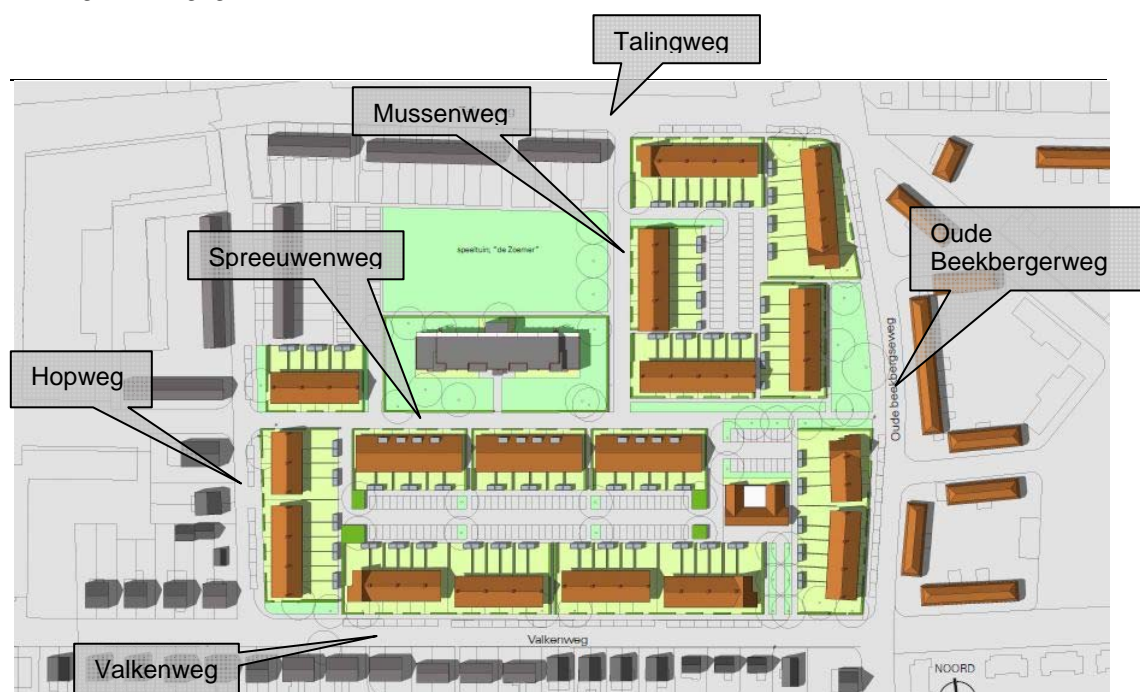 Talingweg
Mussenweg
speeltuin; "de Zoemer"
Spreeuwenweg
Oude
Beekbergerweg
Hopweg
Oude beekbergseweg
Valkenweg
Valkenweg
NOORD